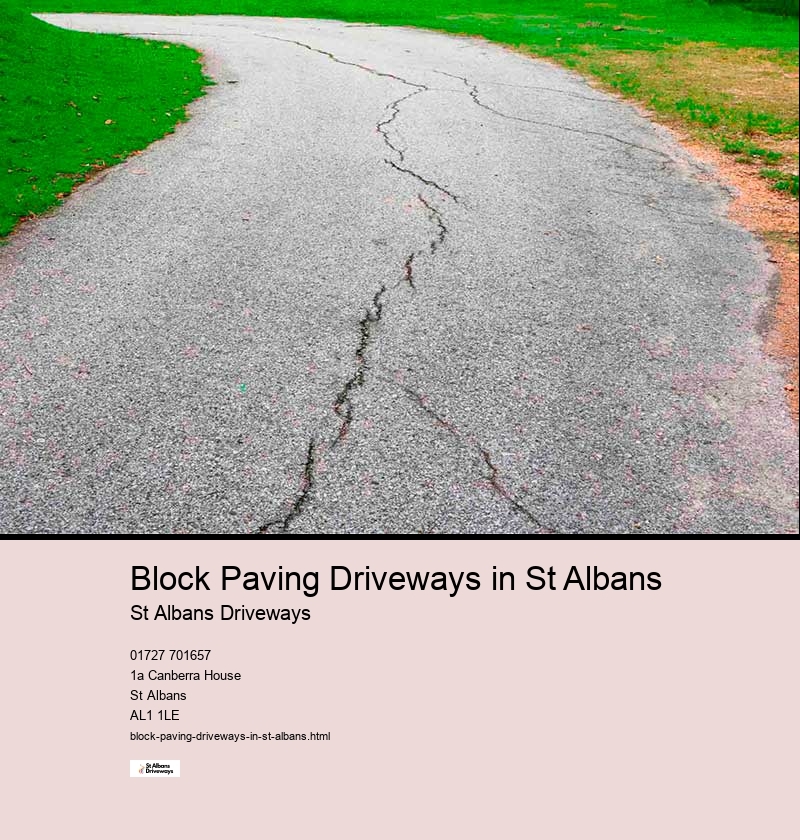 Block Paving Driveways in St Albans
St Albans Driveways
01727 701657
1a Canberra House
St Albans
AL1 1LE
block-paving-driveways-in-st-albans.html
St Albans
Driveways